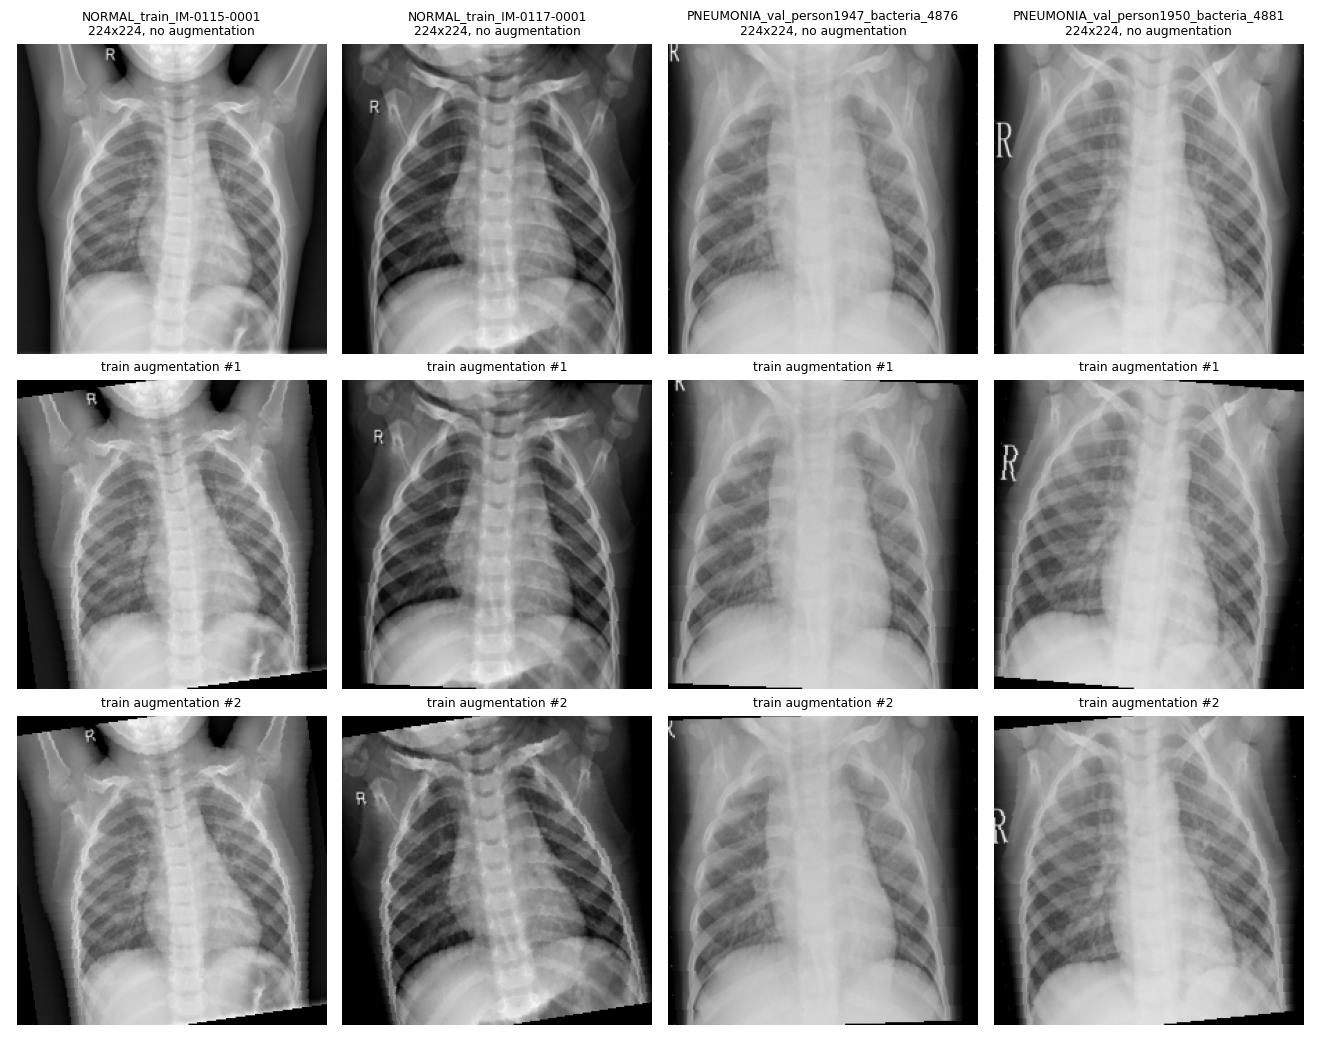 NORMAL_train_IM-0115-0001
224x224, no augmentation
NORMAL_train_IM-0117-0001
224x224, no augmentation
PNEUMONIA_val_person1947_bacteria_4876
224x224, no augmentation
PNEUMONIA_val_person1950_bacteria_4881
224x224, no augmentation
R
R
R
R
train augmentation #1
train augmentation #1
train augmentation #1
train augmentation #1
R
R
R
R
train augmentation #2
train augmentation #2
train augmentation #2
train augmentation #2
R
R
R
R